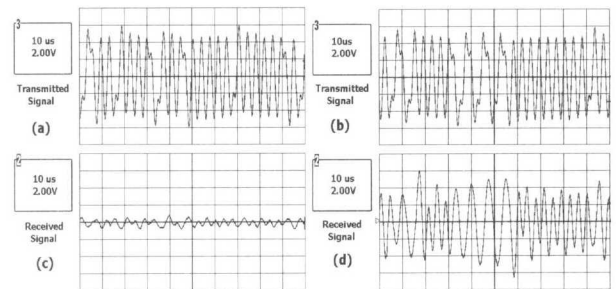 3
10 us
2.00V
Transmitted
Signal
(a)
3
10us
2.00V
Transmitted
Signal
(b)
2
10 us
2.00V
Received
Signal
(c)
10 us
2.00V
Received
Signal
(d)